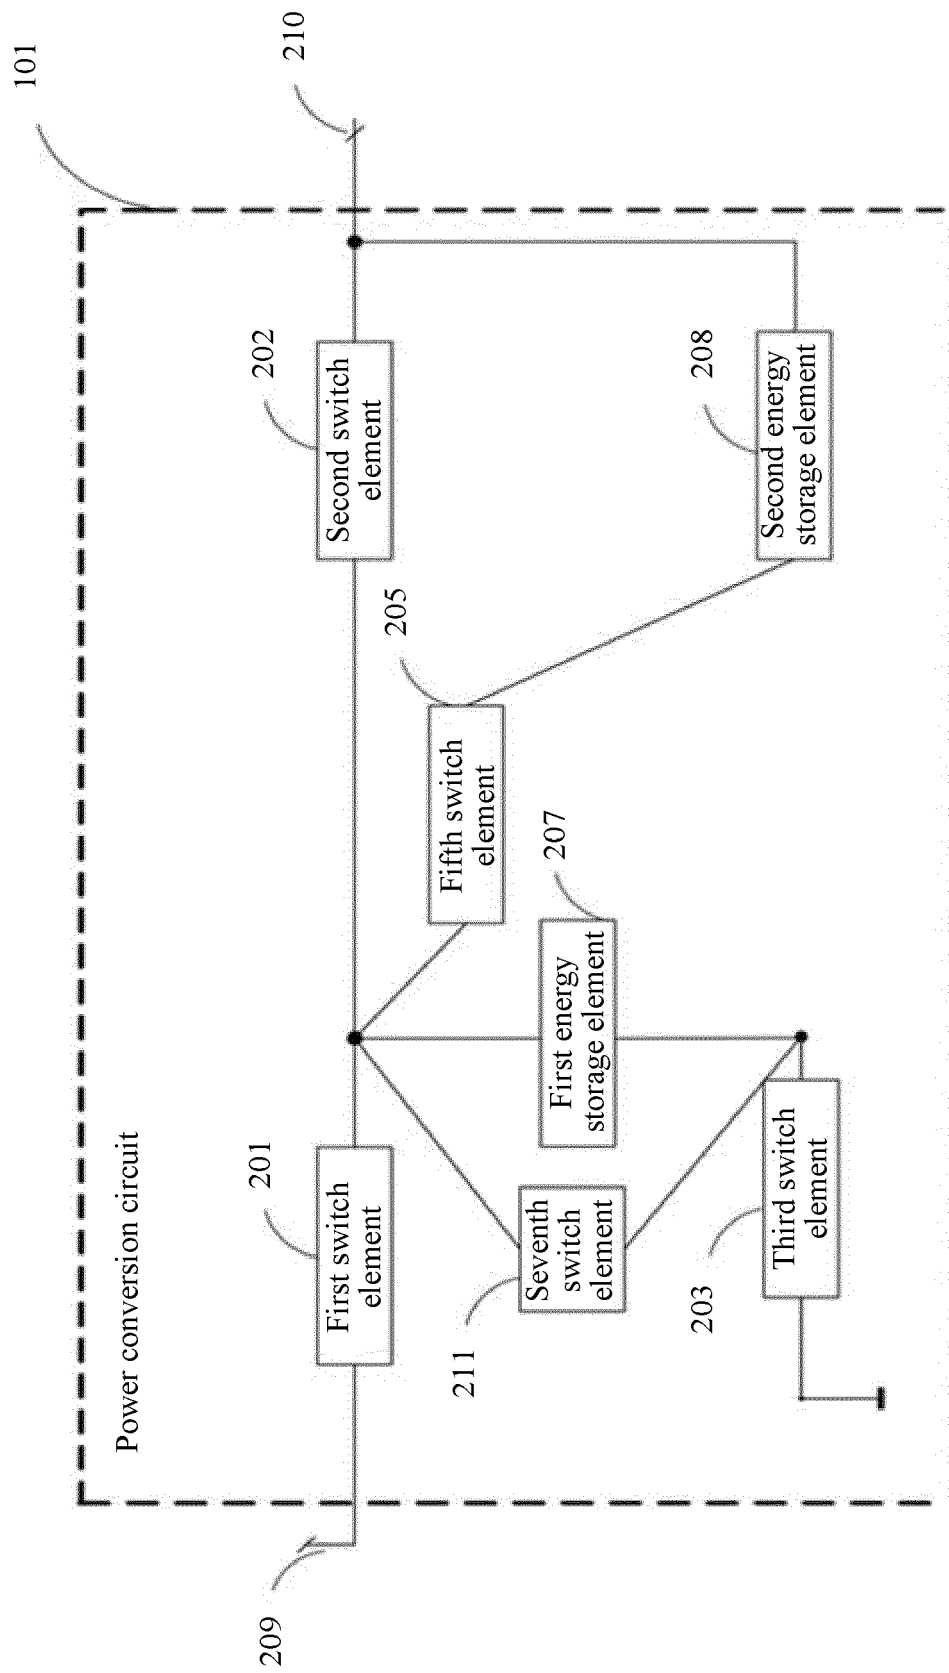 101
210
Power conversion circuit
201
First switch
element
202
Second switch
element
205
Fifth switch
element
207
First energy
storage element
211
Seventh
switch
element
203
Third switch
element
208
Second energy
storage element
209